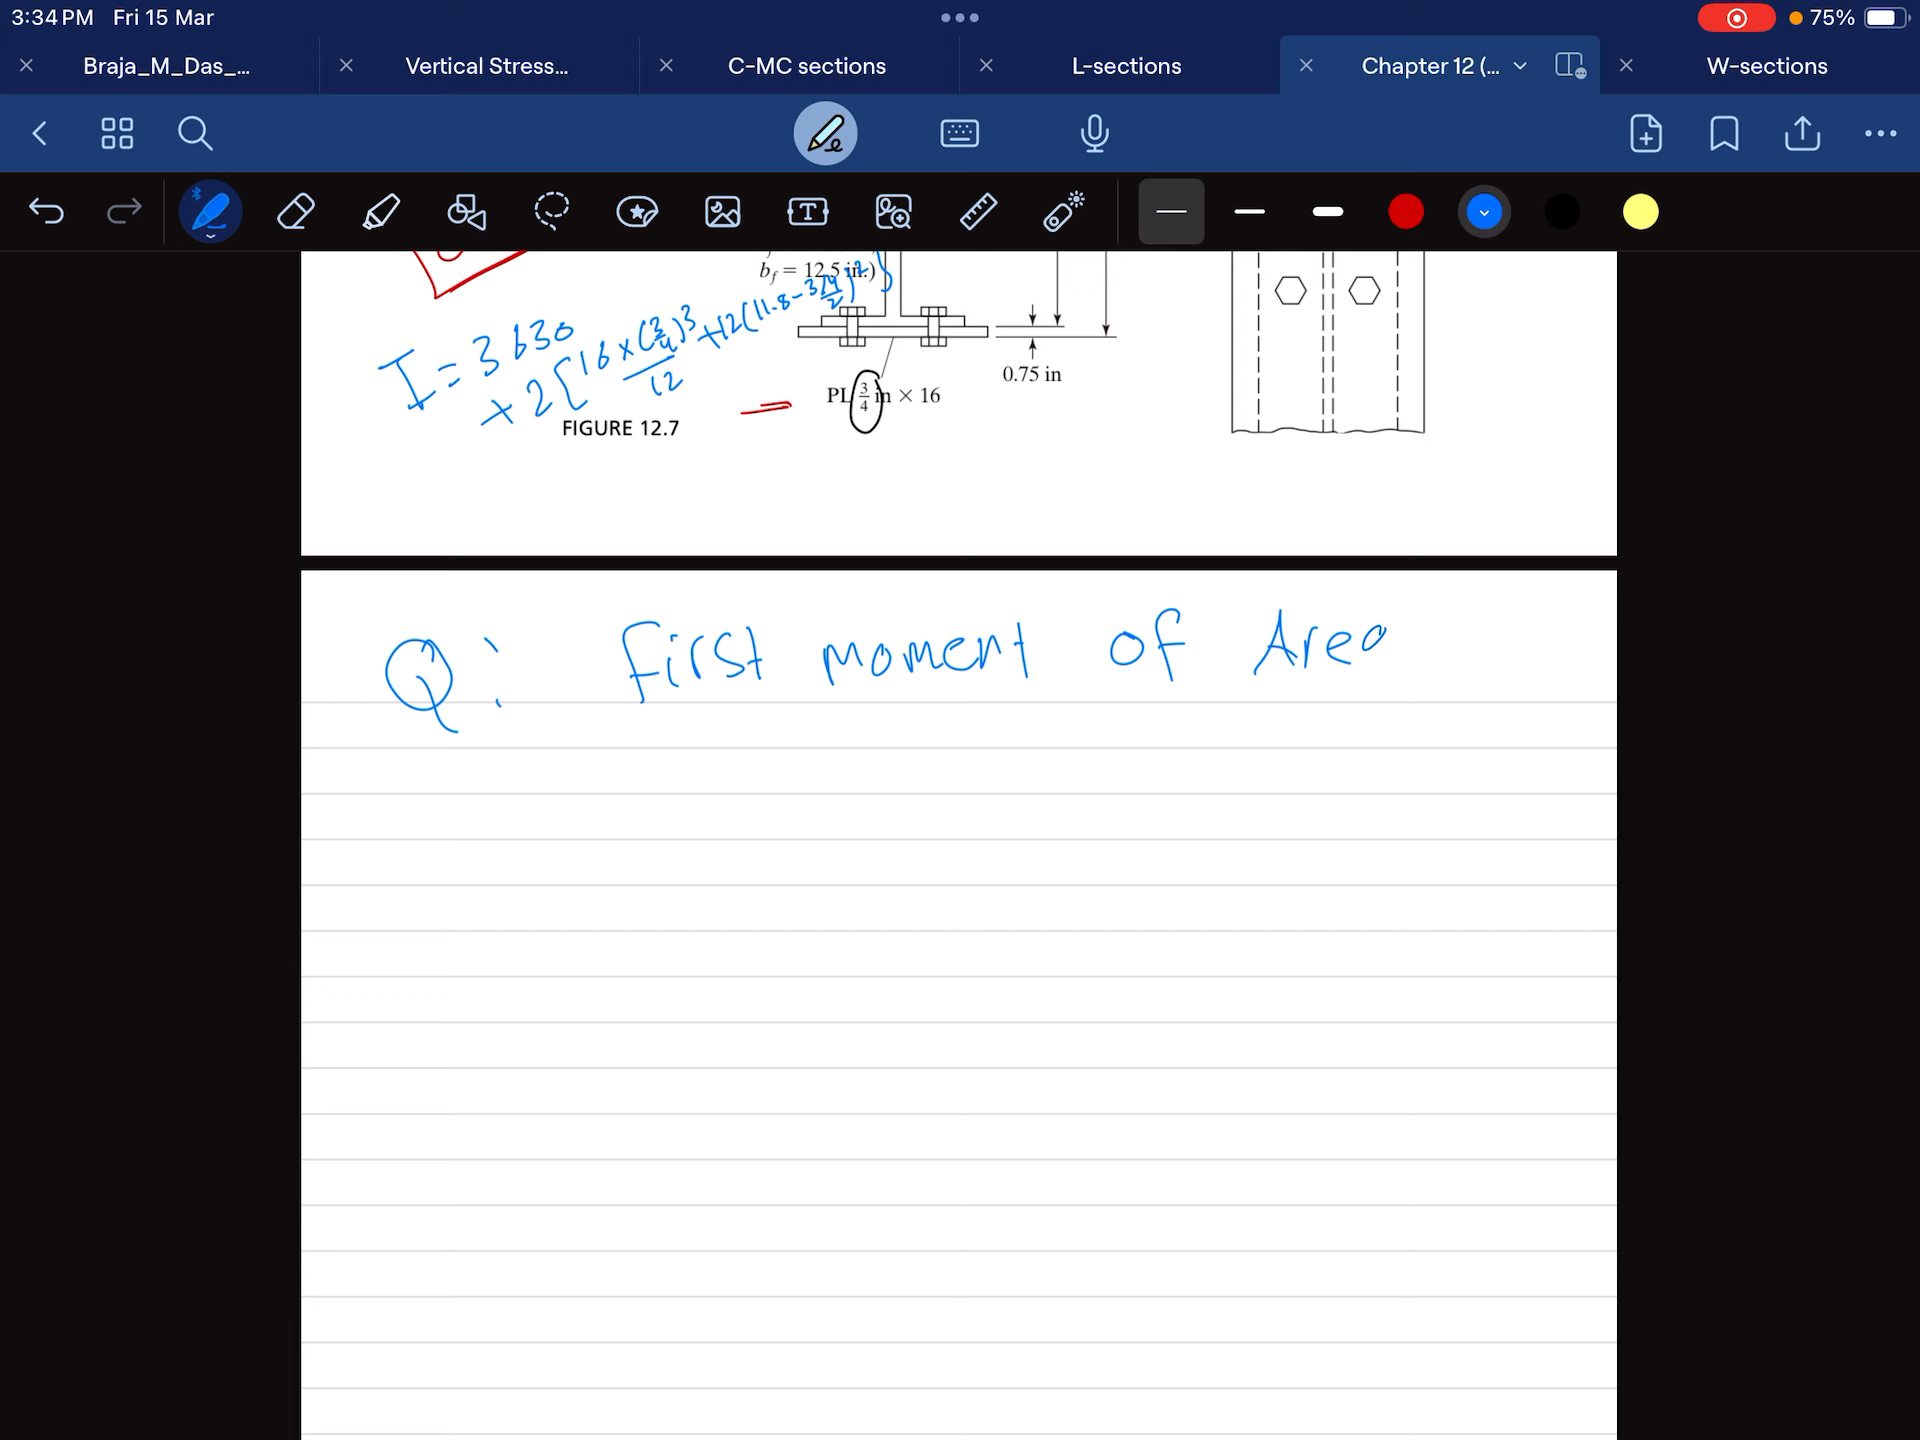 3:34 PM Fri 15 Mar
75%
Braja_M_Das_...
Vertical Stress...
C-MC sections
L-sections
Chapter 12 (...
W-sections
b_f = 12.5 in.)
I = 3630
+ 2 [ 16 × (3/4)^3 / 12 + 12 (11.8 - 3/4 / 2)^2 }
0.75 in
PL 3/4 in × 16
FIGURE 12.7
Q: First moment of Area